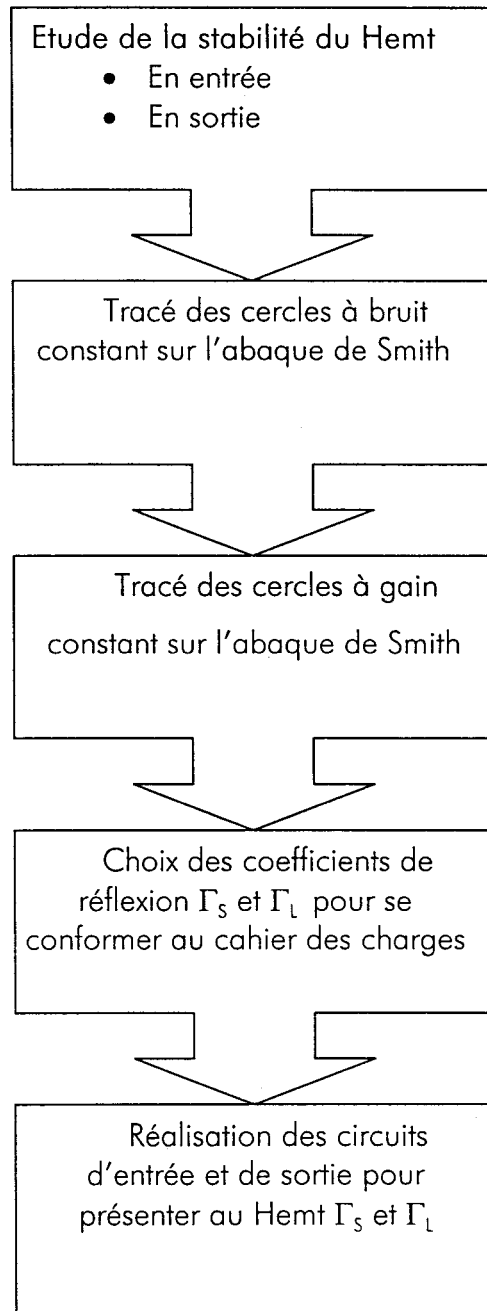 Etude de la stabilité du Hemt
• En entrée
• En sortie
Tracé des cercles à bruit
constant sur l'abaque de Smith
Tracé des cercles à gain
constant sur l'abaque de Smith
Choix des coefficients de
réflexion Γ_S et Γ_L pour se
conformer au cahier des charges
Réalisation des circuits
d'entrée et de sortie pour
présenter au Hemt Γ_S et Γ_L